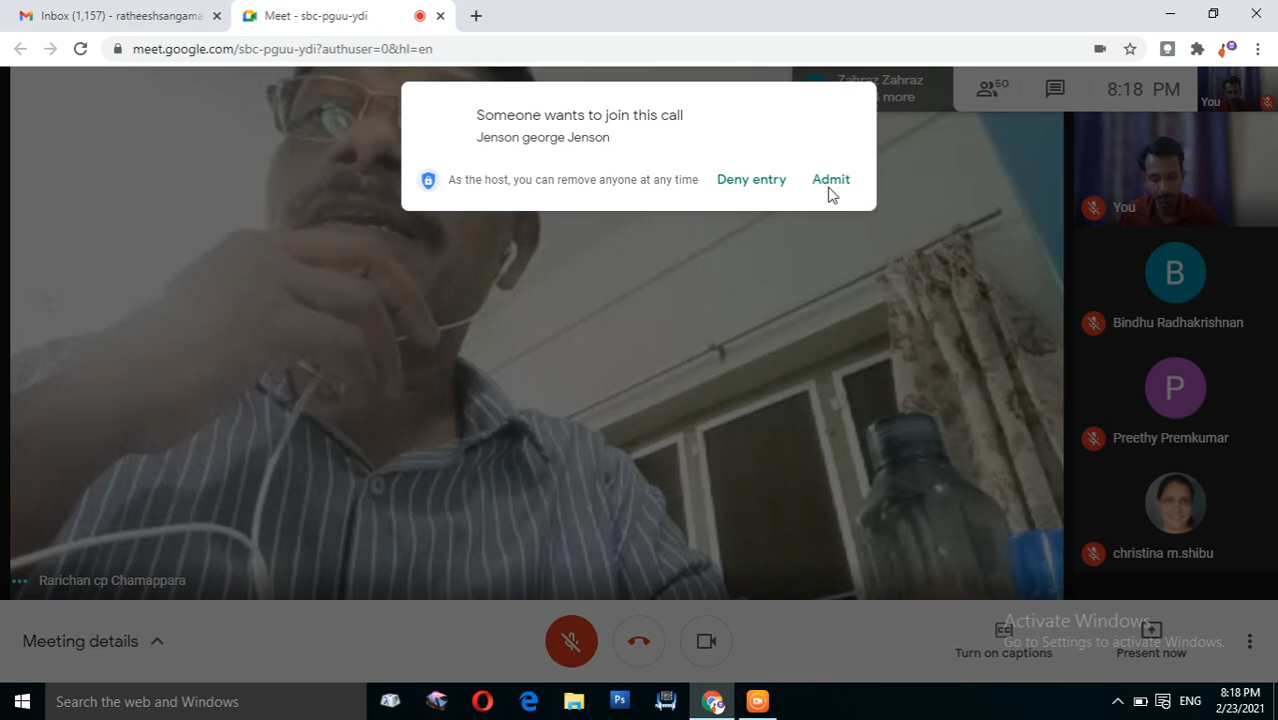 Inbox (1,157) - ratheeshsangama
Meet - sbc-pguu-ydi
meet.google.com/sbc-pguu-ydi?authuser=0&hl=en
Zahraz Zahraz
more
50
8:18 PM
You
Someone wants to join this call
Jenson george Jenson
As the host, you can remove anyone at any time
Deny entry
Admit
You
B
Bindhu Radhakrishnan
P
Preethy Premkumar
christina m.shibu
Rarichan cp Chamappara
Meeting details
Turn on captions
Present now
Activate Windows
Go to Settings to activate Windows.
Search the web and Windows
Ps
ENG
8:18 PM
2/23/2021